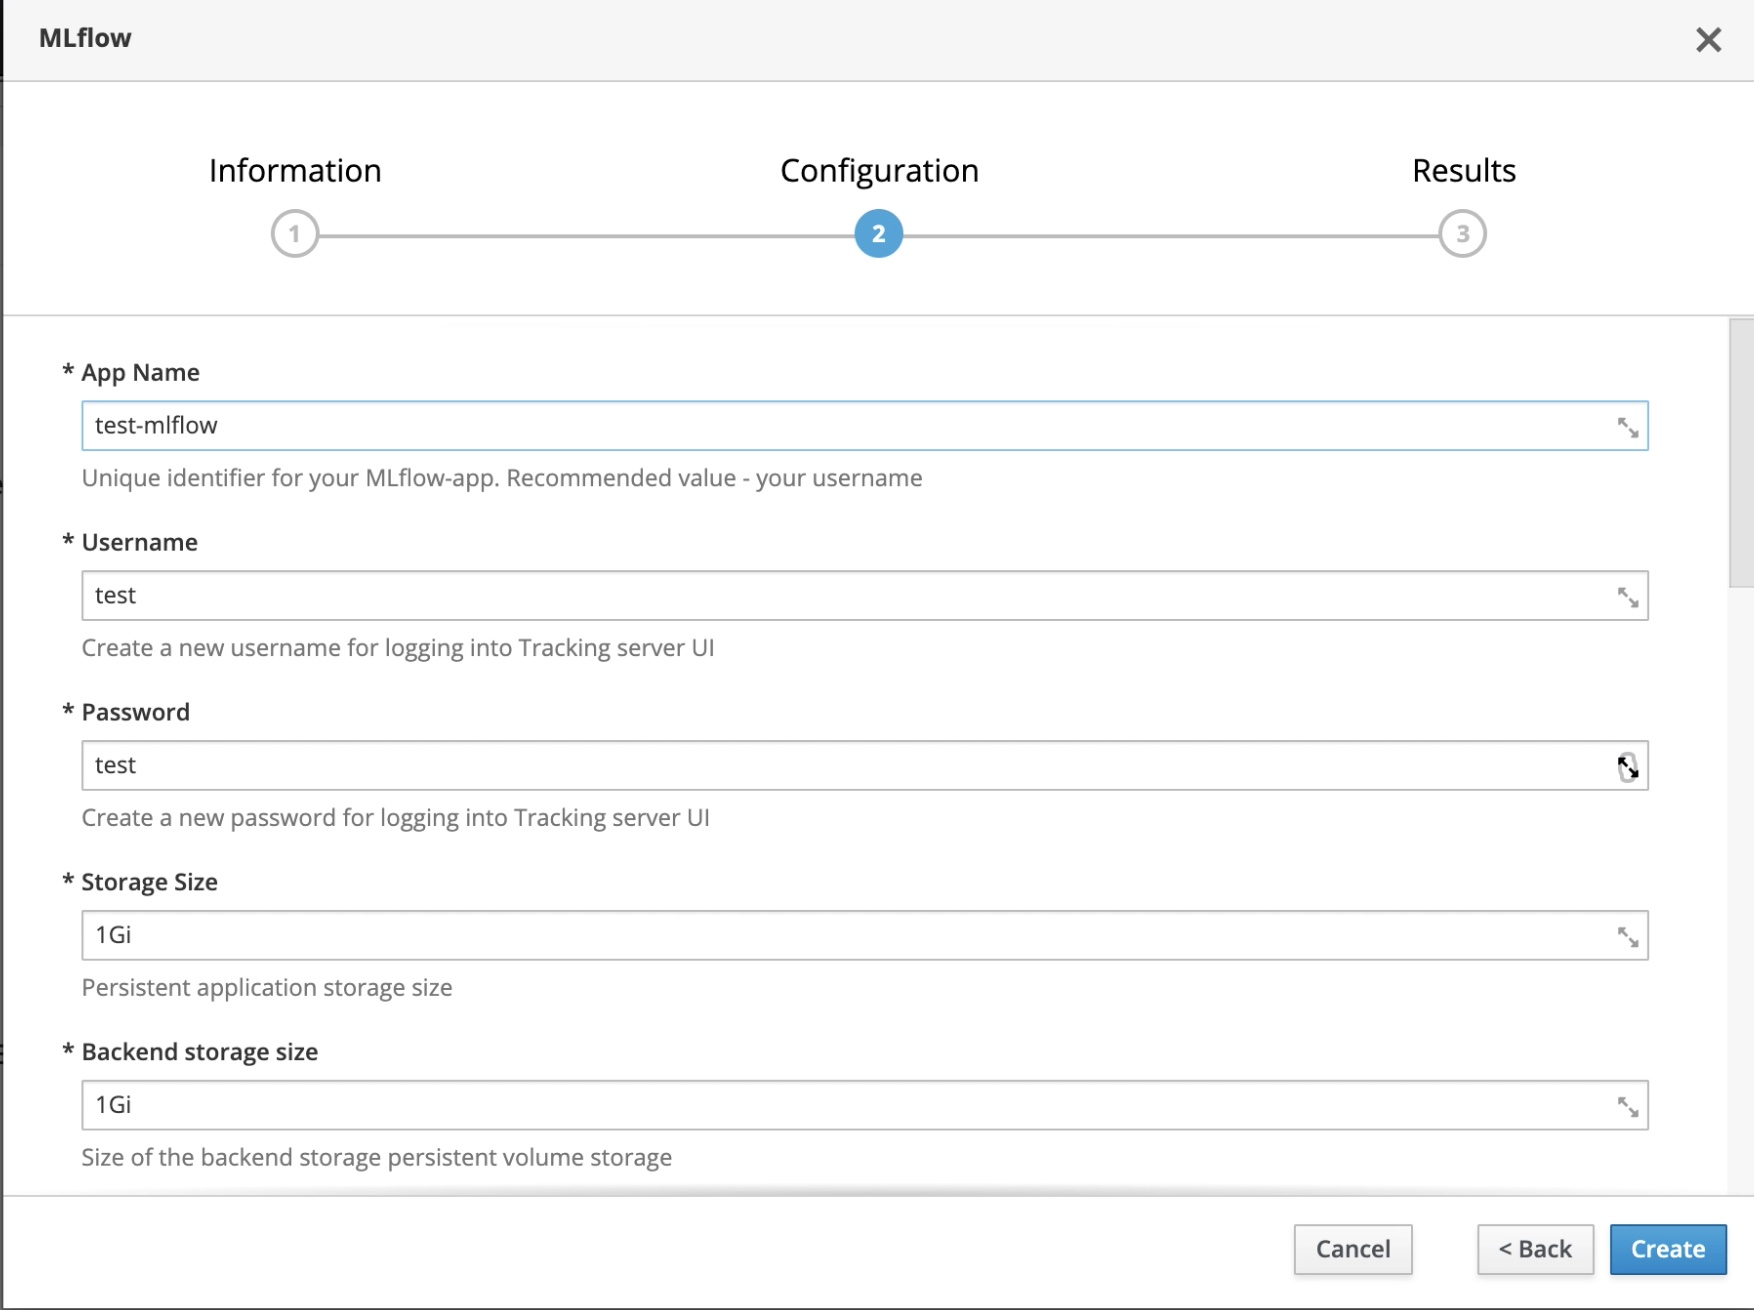 MLflow
Information
Configuration
Results
1
2
3
* App Name
test-mlflow
Unique identifier for your MLflow-app. Recommended value - your username
* Username
test
Create a new username for logging into Tracking server UI
* Password
test
Create a new password for logging into Tracking server UI
* Storage Size
1Gi
Persistent application storage size
* Backend storage size
1Gi
Size of the backend storage persistent volume storage
Cancel
< Back
Create